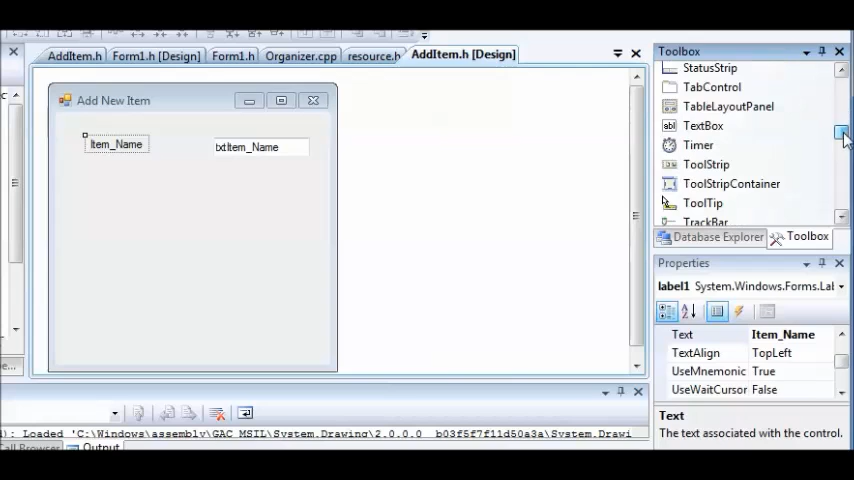 AddItem.h
Form1.h [Design]
Form1.h
Organizer.cpp
resource.h
AddItem.h [Design]
Toolbox
Add New Item
Item_Name
txtItem_Name
StatusStrip
TabControl
TableLayoutPanel
TextBox
Timer
ToolStrip
ToolStripContainer
ToolTip
TrackBar
Database Explorer
Toolbox
Properties
label1 System.Windows.Forms.Lal
Text Item_Name
TextAlign TopLeft
UseMnemonic True
UseWaitCursor False
Text
The text associated with the control.
e...
): Loaded 'C:\Windows\assembly\GAC_MSIL\System.Drawing\2.0.0.0__b03f5f7f11d50a3a\System.Drawi
Call Browser
Output